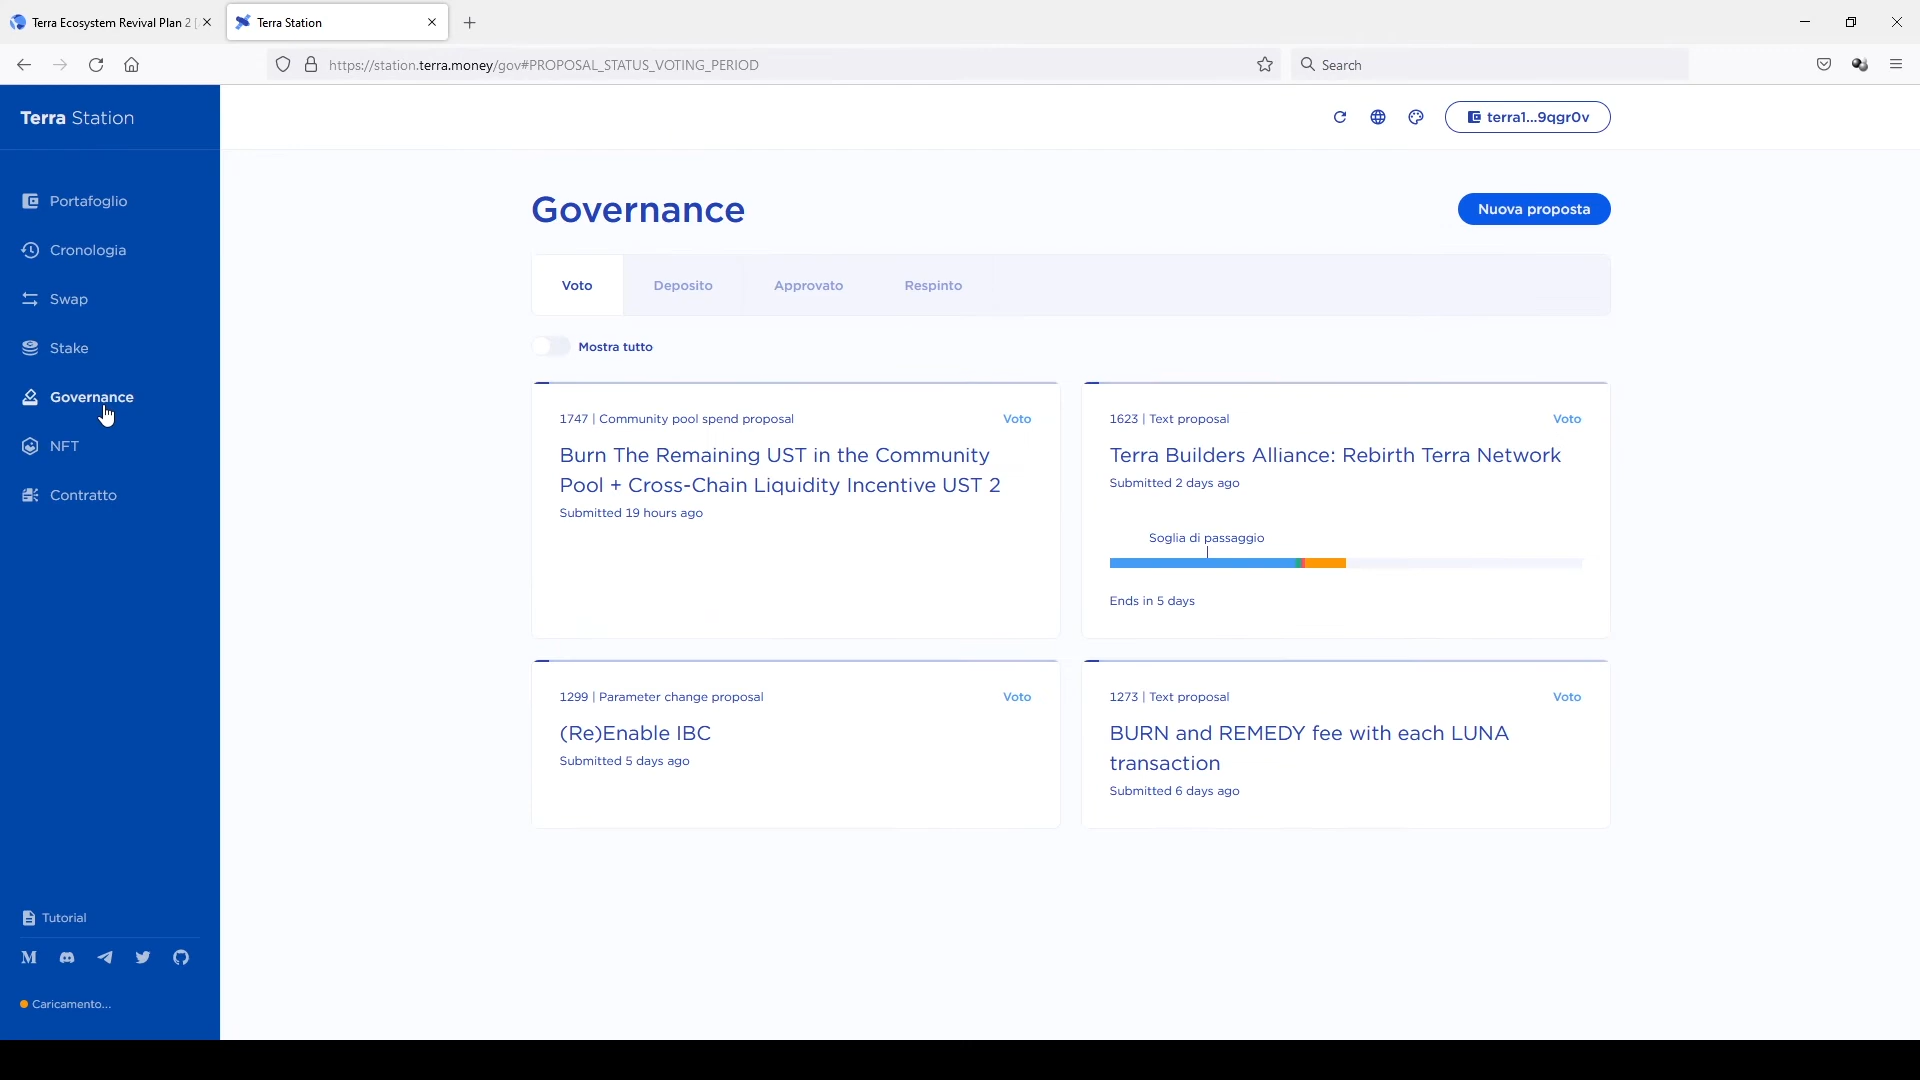 Terra Ecosystem Revival Plan 2
Terra Station
https://station.terra.money/gov#PROPOSAL_STATUS_VOTING_PERIOD
Search
Terra Station
terra1...9qgr0v
Portafoglio
Cronologia
Swap
Stake
Governance
NFT
Contratto
Tutorial
Caricamento...
Governance
Nuova proposta
Voto
Deposito
Approvato
Respinto
Mostra tutto
1747 | Community pool spend proposal
Voto
Burn The Remaining UST in the Community
Pool + Cross-Chain Liquidity Incentive UST 2
Submitted 19 hours ago
1623 | Text proposal
Voto
Terra Builders Alliance: Rebirth Terra Network
Submitted 2 days ago
Soglia di passaggio
Ends in 5 days
1299 | Parameter change proposal
Voto
(Re)Enable IBC
Submitted 5 days ago
1273 | Text proposal
Voto
BURN and REMEDY fee with each LUNA
transaction
Submitted 6 days ago